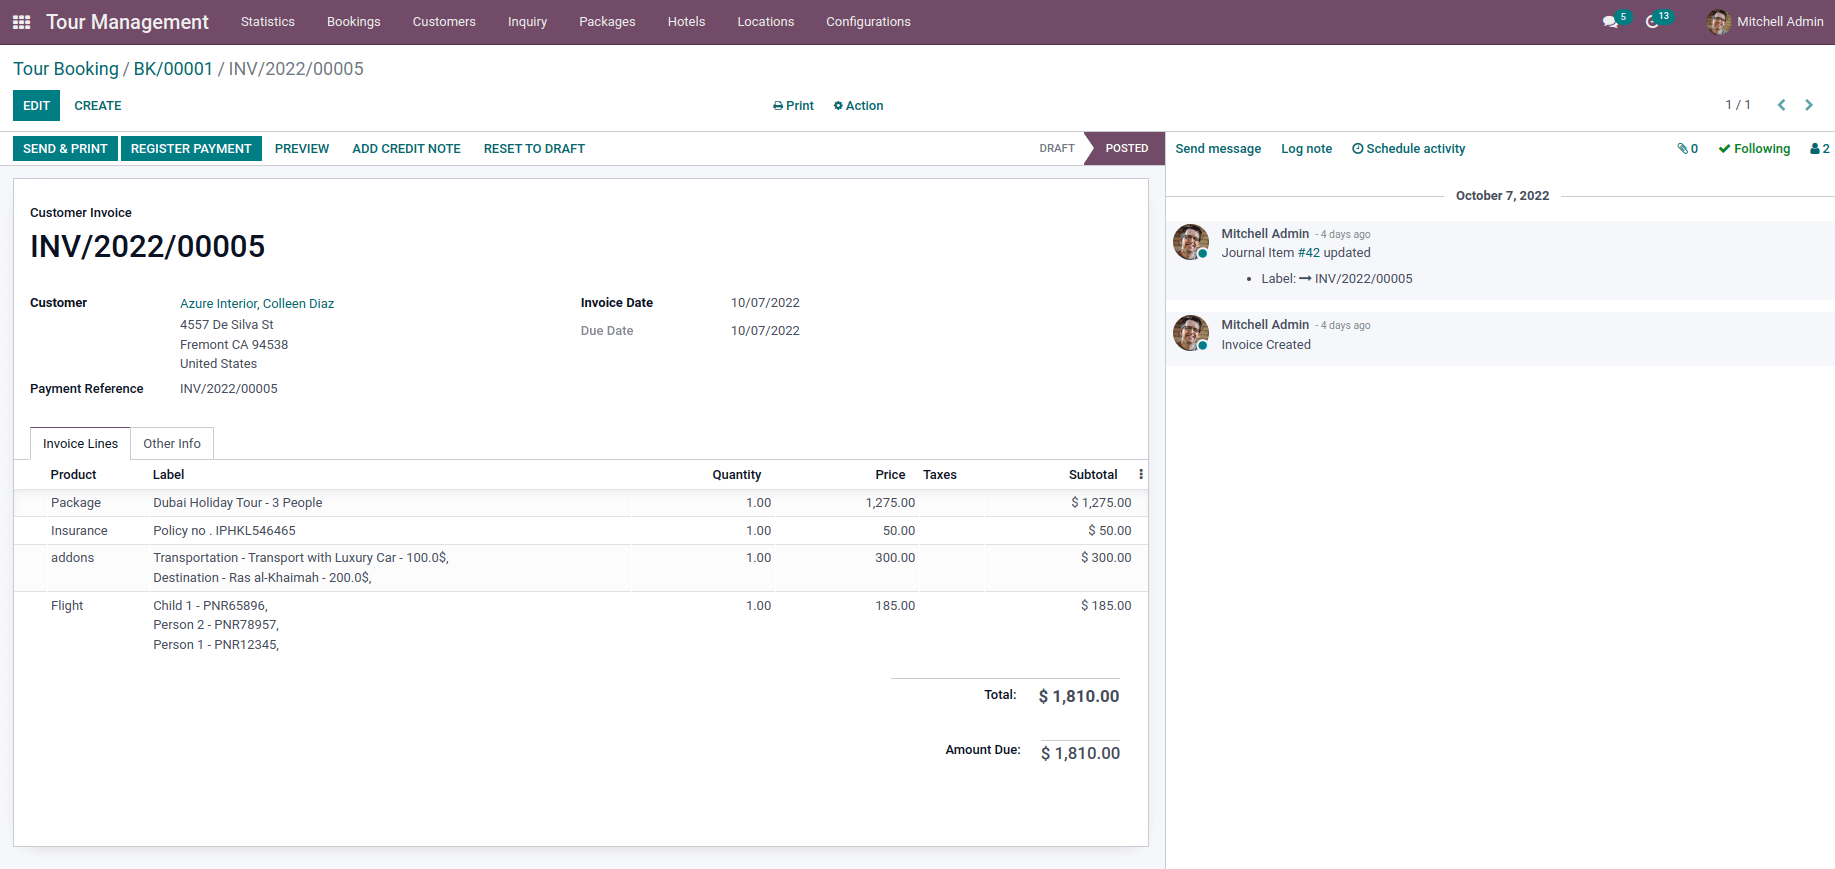 Tour Management Statistics Bookings Customers Inquiry Packages Hotels Locations Configurations 5 13 Mitchell Admin
Tour Booking / BK/00001 / INV/2022/00005
EDIT CREATE Print Action 1 / 1
SEND & PRINT REGISTER PAYMENT PREVIEW ADD CREDIT NOTE RESET TO DRAFT DRAFT POSTED
Customer Invoice
INV/2022/00005
Customer Azure Interior, Colleen Diaz Invoice Date 10/07/2022
4557 De Silva St Due Date 10/07/2022
Fremont CA 94538
United States
Payment Reference INV/2022/00005
Invoice Lines Other Info
Product Label Quantity Price Taxes Subtotal
Package Dubai Holiday Tour - 3 People 1.00 1,275.00 $ 1,275.00
Insurance Policy no . IPHKL546465 1.00 50.00 $ 50.00
addons Transportation - Transport with Luxury Car - 100.0$, 1.00 300.00 $ 300.00
Destination - Ras al-Khaimah - 200.0$,
Flight Child 1 - PNR65896, 1.00 185.00 $ 185.00
Person 2 - PNR78957,
Person 1 - PNR12345,
Total: $ 1,810.00
Amount Due: $ 1,810.00
Send message Log note Schedule activity 0 Following 2
October 7, 2022
Mitchell Admin - 4 days ago
Journal Item #42 updated
• Label: → INV/2022/00005
Mitchell Admin - 4 days ago
Invoice Created